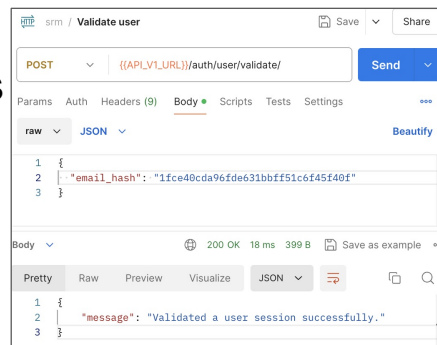 HTTP srm / Validate user Save Share
POST {{API_V1_URL}}/auth/user/validate/ Send
Params Auth Headers (9) Body Scripts Tests Settings
raw JSON Beautify
1 {
2 "email_hash": "1fce40cda96fde631bbff51c6f45f40f"
3 }
Body 200 OK 18 ms 399 B Save as example
Pretty Raw Preview Visualize JSON
1 {
2 "message": "Validated a user session successfully."
3 }